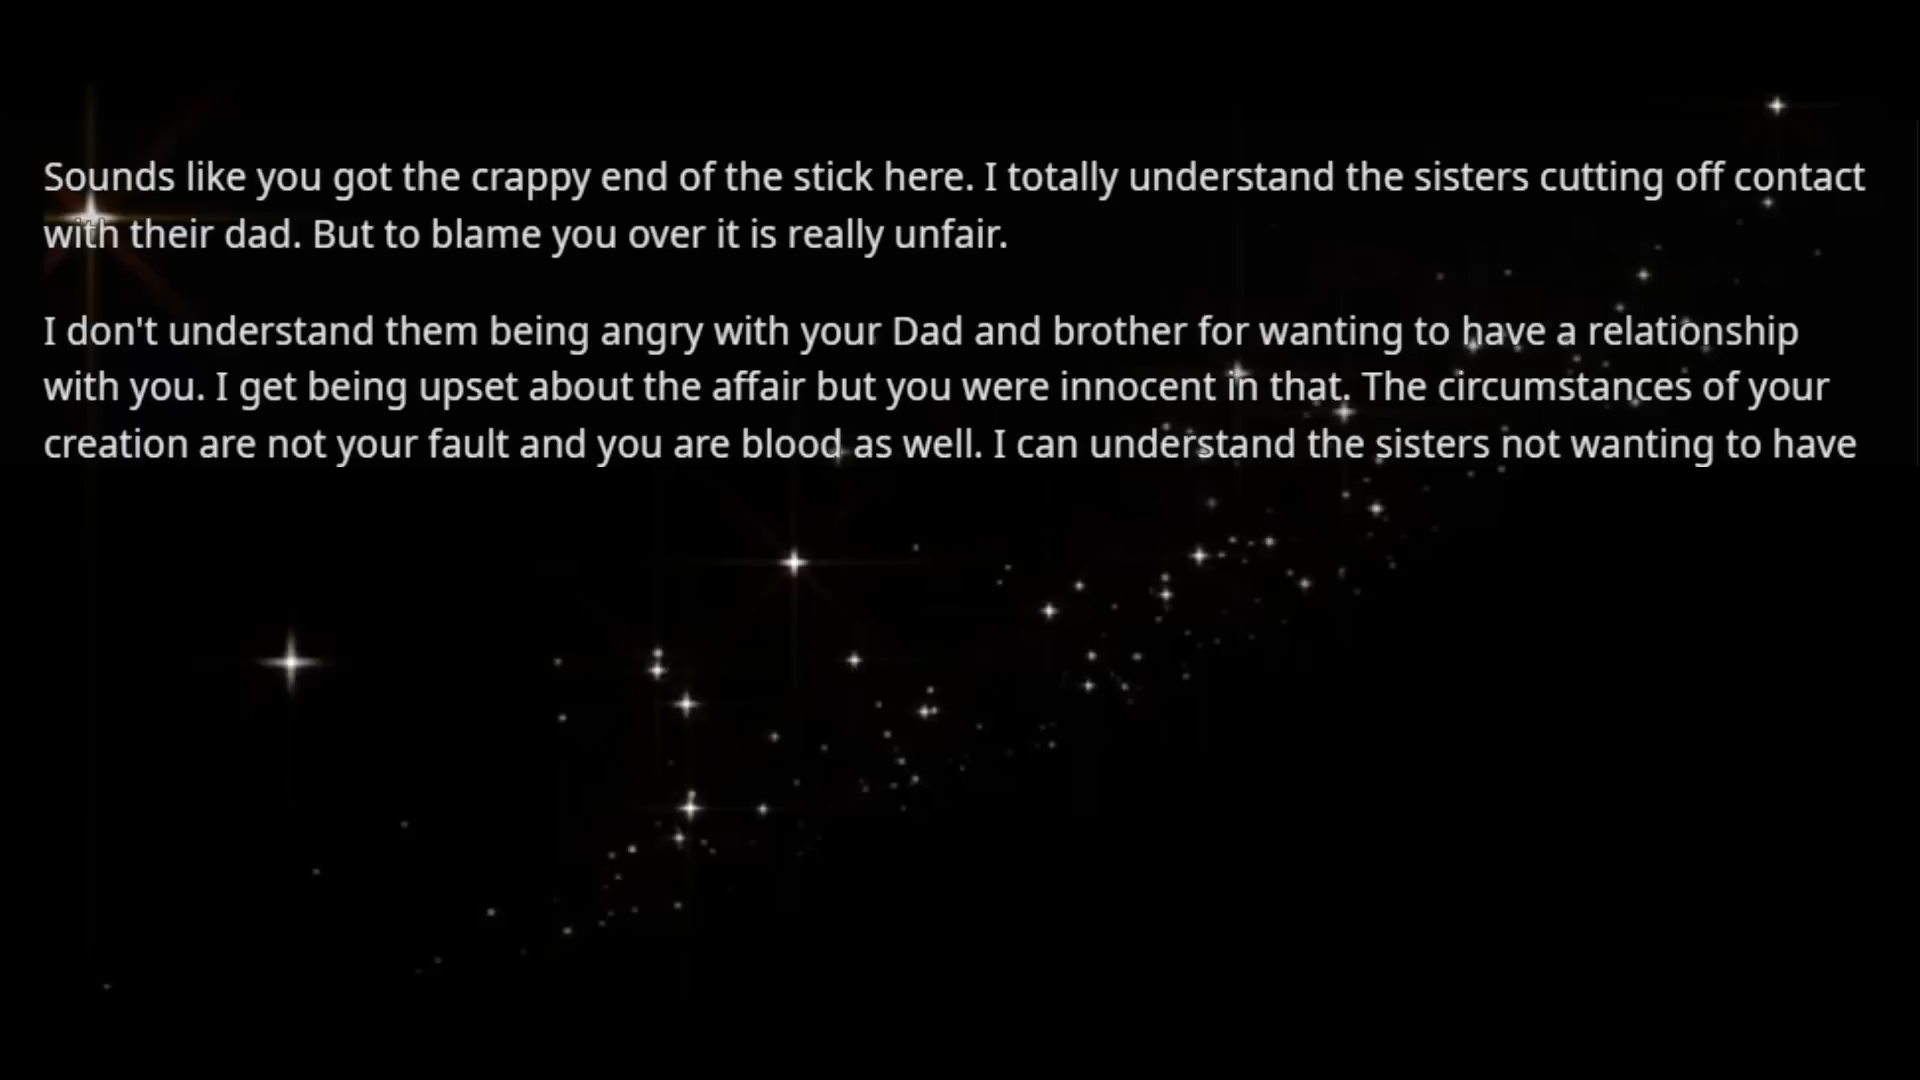 Sounds like you got the crappy end of the stick here. I totally understand the sisters cutting off contact
with their dad. But to blame you over it is really unfair.
I don't understand them being angry with your Dad and brother for wanting to have a relationship
with you. I get being upset about the affair but you were innocent in that. The circumstances of your
creation are not your fault and you are blood as well. I can understand the sisters not wanting to have